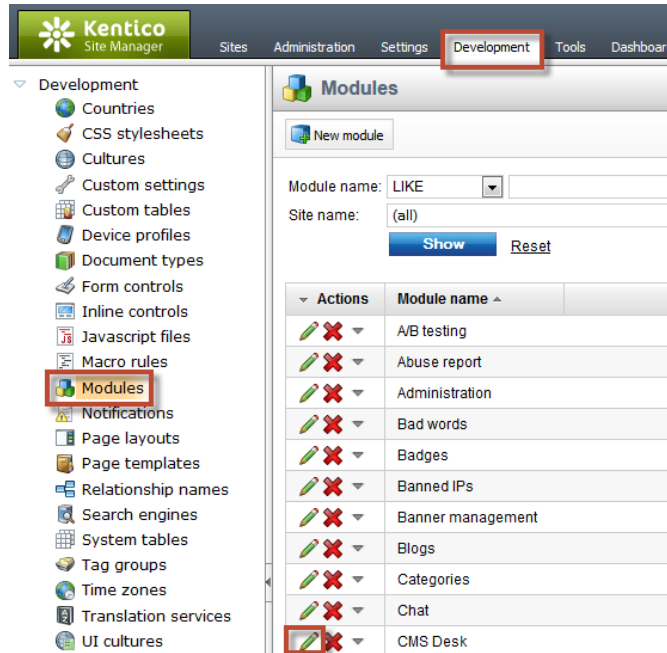 Kentico
Site Manager
Sites Administration Settings Development Tools Dashboar
Development
Countries
CSS stylesheets
Cultures
Custom settings
Custom tables
Device profiles
Document types
Form controls
Inline controls
Javascript files
Macro rules
Modules
Notifications
Page layouts
Page templates
Relationship names
Search engines
System tables
Tag groups
Time zones
Translation services
UI cultures
Modules
New module
Module name: LIKE
Site name: (all)
Show Reset
Actions Module name
A/B testing
Abuse report
Administration
Bad words
Badges
Banned IPs
Banner management
Blogs
Categories
Chat
CMS Desk